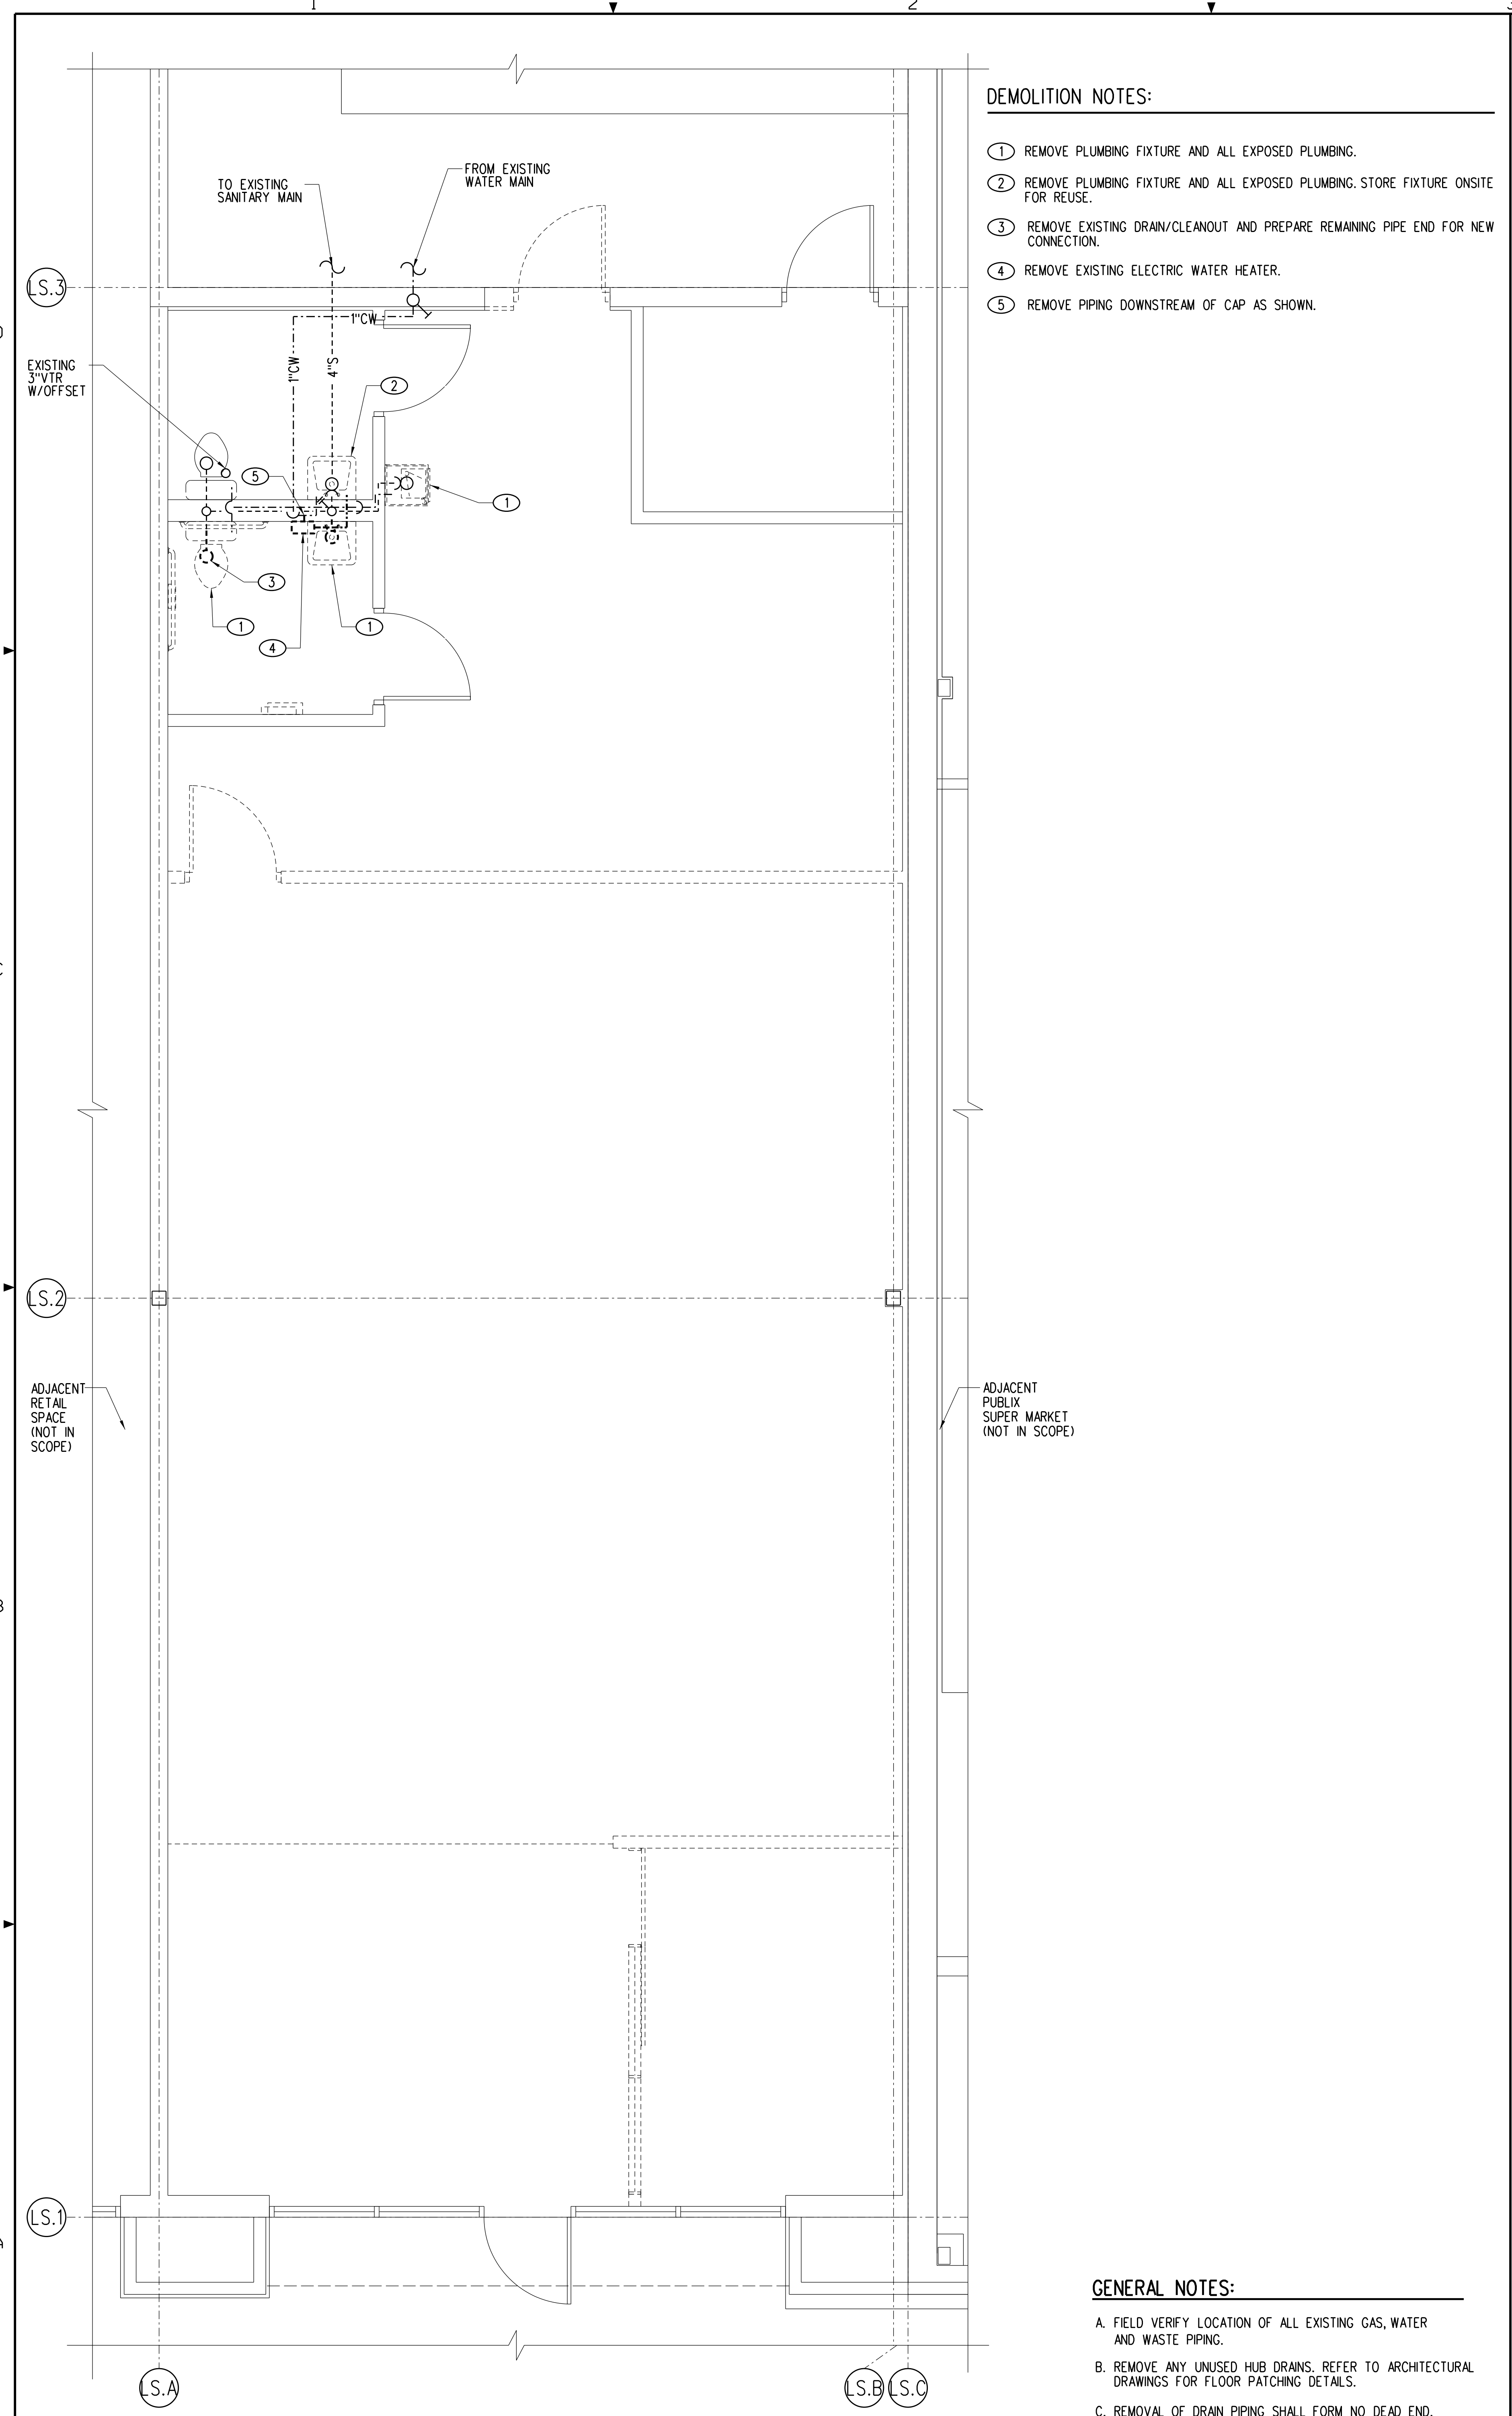 1
2
3
DEMOLITION NOTES:
1 REMOVE PLUMBING FIXTURE AND ALL EXPOSED PLUMBING.
2 REMOVE PLUMBING FIXTURE AND ALL EXPOSED PLUMBING. STORE FIXTURE ONSITE
FOR REUSE.
3 REMOVE EXISTING DRAIN/CLEANOUT AND PREPARE REMAINING PIPE END FOR NEW
CONNECTION.
4 REMOVE EXISTING ELECTRIC WATER HEATER.
5 REMOVE PIPING DOWNSTREAM OF CAP AS SHOWN.
TO EXISTING
SANITARY MAIN
FROM EXISTING
WATER MAIN
LS.3
1"CW
1"CW
4"S
D
EXISTING
3"VTR
W/OFFSET
2
5
1
3
1
1
4
C
LS.2
ADJACENT
RETAIL
SPACE
(NOT IN
SCOPE)
ADJACENT
PUBLIX
SUPER MARKET
(NOT IN SCOPE)
B
LS.1
A
LS.A
LS.B
LS.C
GENERAL NOTES:
A. FIELD VERIFY LOCATION OF ALL EXISTING GAS, WATER
AND WASTE PIPING.
B. REMOVE ANY UNUSED HUB DRAINS. REFER TO ARCHITECTURAL
DRAWINGS FOR FLOOR PATCHING DETAILS.
C. REMOVAL OF DRAIN PIPING SHALL FORM NO DEAD END.